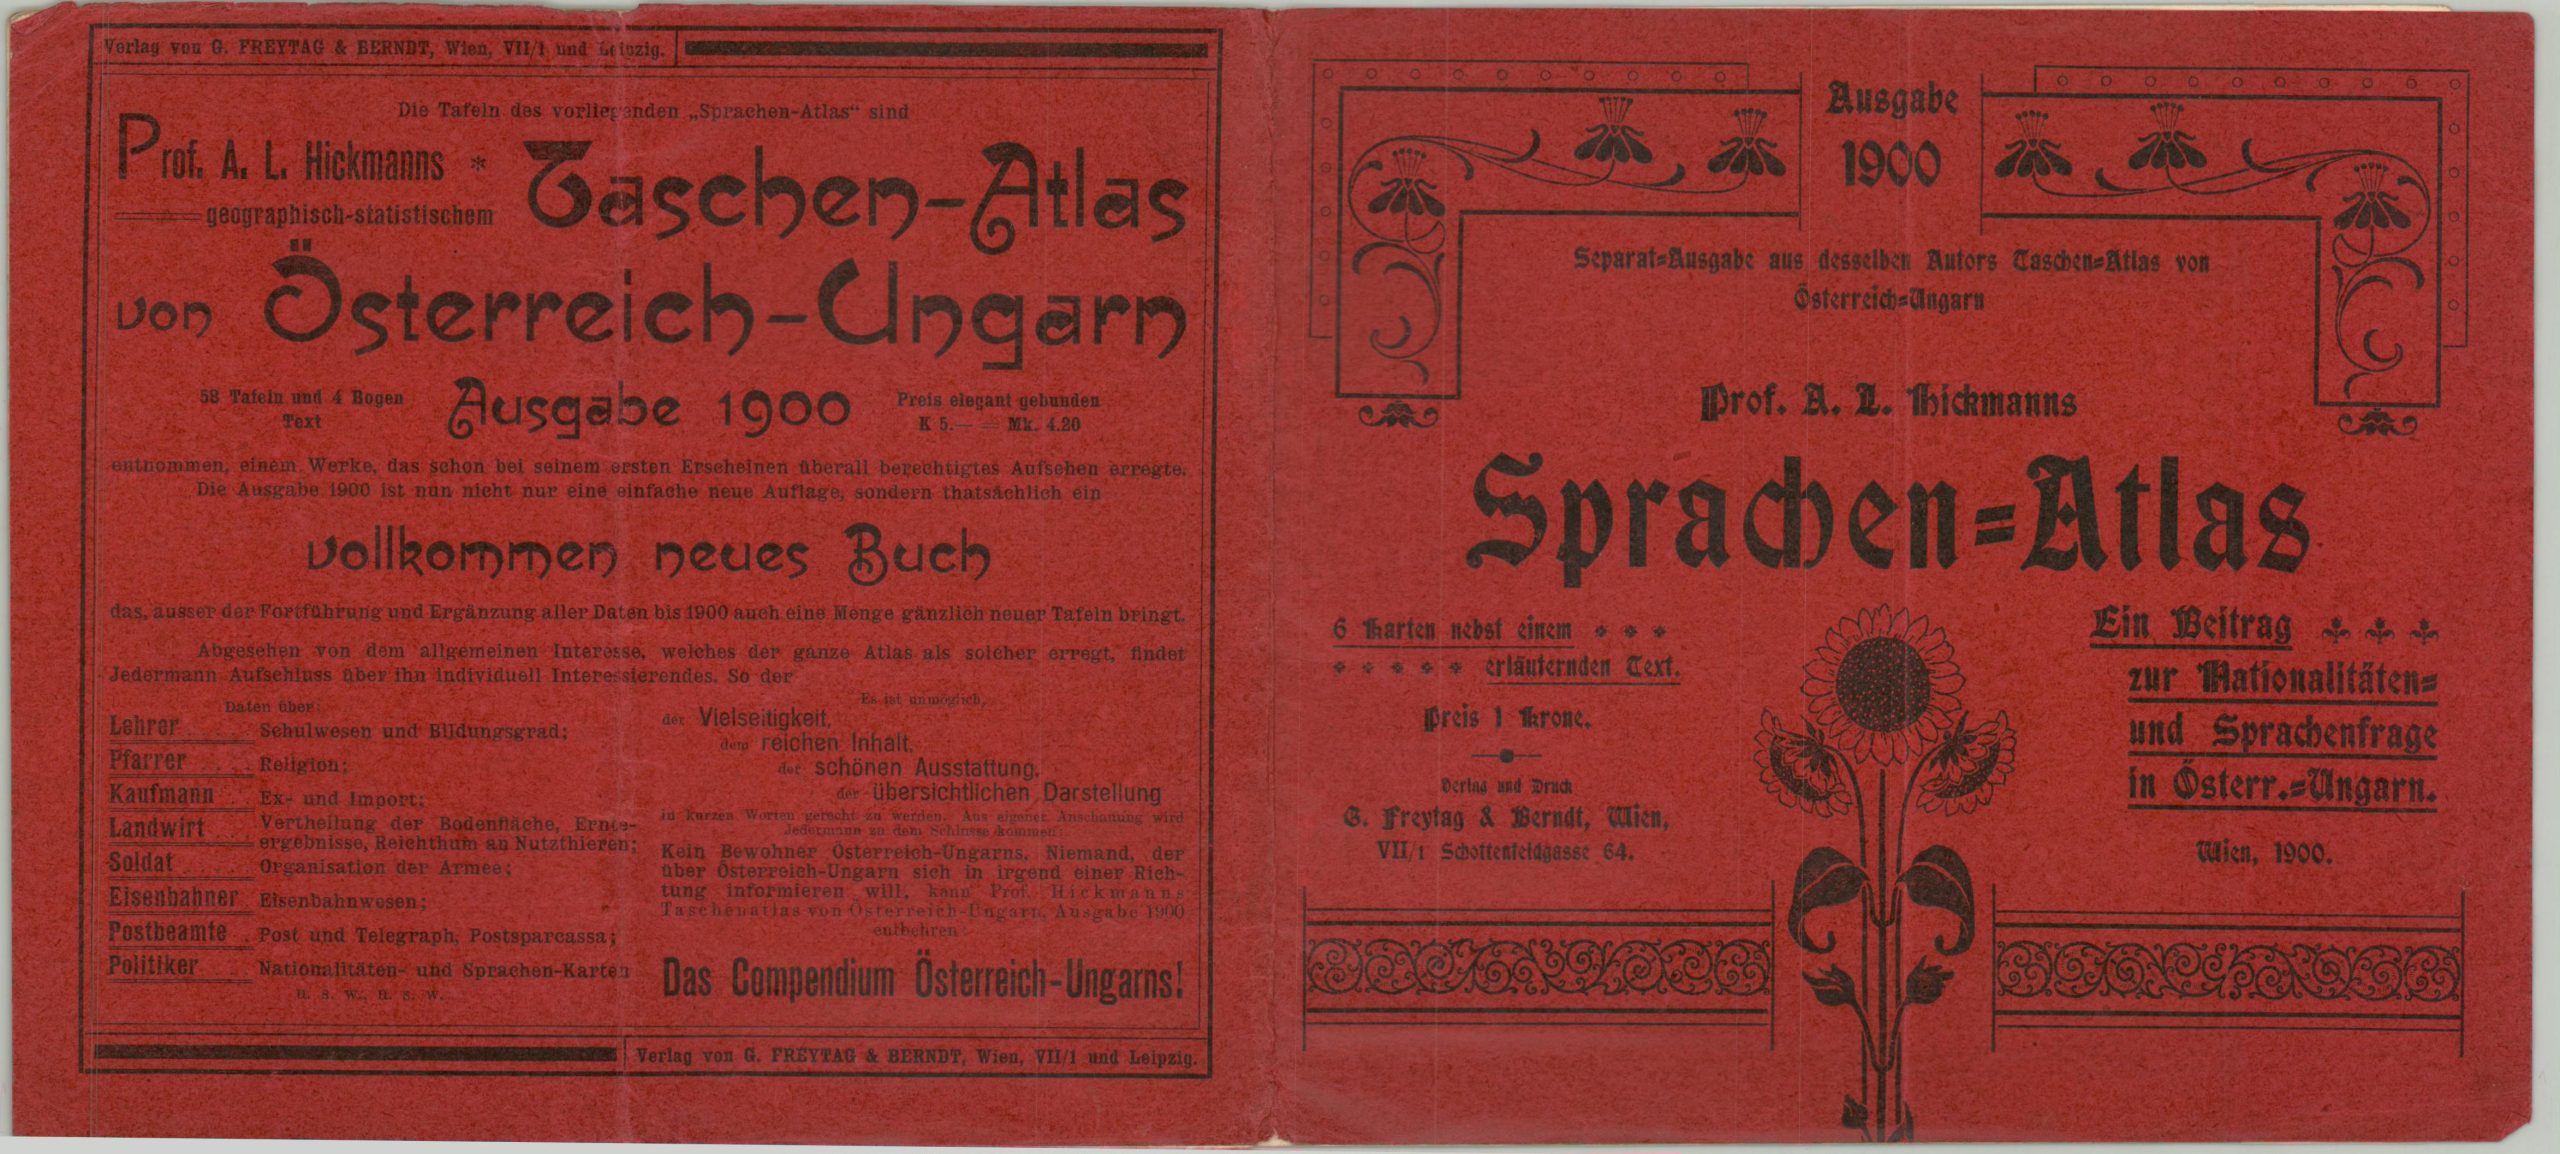 Verlag von G. FREYTAG & BERNDT, Wien, VII/1 und Leipzig.
Die Tafeln des vorliegenden „Sprachen-Atlas“ sind
Prof. A. L. Hickmanns *
geographisch-statistischem
Taschen-Atlas
von Österreich-Ungarn
58 Tafeln und 4 Bogen
Text
Ausgabe 1900
Preis elegant gebunden
K 5.— = Mk. 4.20
entnommen, einem Werke, das schon bei seinem ersten Erscheinen überall berechtigtes Aufsehen erregte.
Die Ausgabe 1900 ist nun nicht nur eine einfache neue Auflage, sondern thatsächlich ein
vollkommen neues Buch
das, ausser der Fortführung und Ergänzung aller Daten bis 1900 auch eine Menge gänzlich neuer Tafeln bringt.
Abgesehen von dem allgemeinen Interesse, welches der ganze Atlas als solcher erregt, findet
Jedermann Aufschluss über ihn individuell Interessierendes. So der
Daten über:
Lehrer . . . . . Schulwesen und Bildungsgrad;
Pfarrer . . . . Religion;
Kaufmann . . Ex- und Import;
Landwirt . . . Vertheilung der Bodenfläche, Ernte-
ergebnisse, Reichthum an Nutzthieren;
Soldat . . . . . Organisation der Armee;
Eisenbahner . Eisenbahnwesen;
Postbeamte . Post und Telegraph, Postsparcassa;
Politiker . . . Nationalitäten- und Sprachen-Karten
u. s. w., u. s. w.
Es ist unmöglich,
der Vielseitigkeit,
dem reichen Inhalt,
der schönen Ausstattung,
der übersichtlichen Darstellung
in kurzen Worten gerecht zu werden. Aus eigener Anschauung wird
Jedermann zu dem Schlusse kommen:
Kein Bewohner Österreich-Ungarns, Niemand, der
über Österreich-Ungarn sich in irgend einer Rich-
tung informieren will, kann Prof. Hickmanns
Taschenatlas von Österreich-Ungarn, Ausgabe 1900
entbehren.
Das Compendium Österreich-Ungarns!
Verlag von G. FREYTAG & BERNDT, Wien, VII/1 und Leipzig.
Ausgabe
1900
Separat-Ausgabe aus desselben Autors Taschen-Atlas von
Österreich-Ungarn
Prof. A. L. Hickmanns
Sprachen-Atlas
6 Karten nebst einem
erläuternden Text.
Preis 1 Krone.
Verlag und Druck
G. Freytag & Berndt, Wien,
VII/1 Schottenfeldgasse 64.
Ein Beitrag
zur Nationalitäten-
und Sprachenfrage
in Österr.-Ungarn.
Wien, 1900.